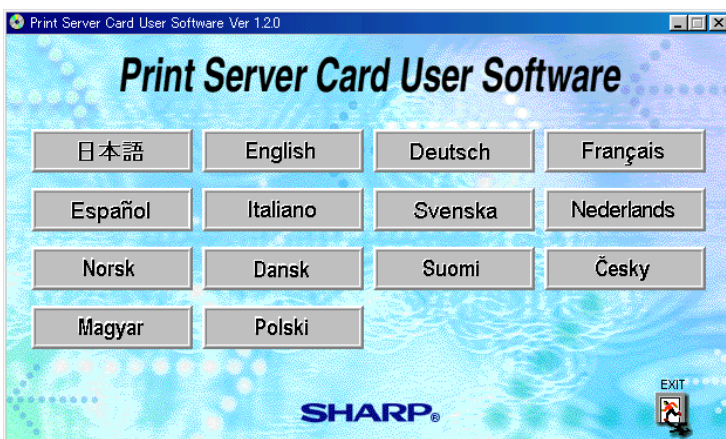 Print Server Card User Software Ver 1.2.0
Print Server Card User Software
日本語 English Deutsch Français
Español Italiano Svenska Nederlands
Norsk Dansk Suomi Česky
Magyar Polski
EXIT
SHARP®